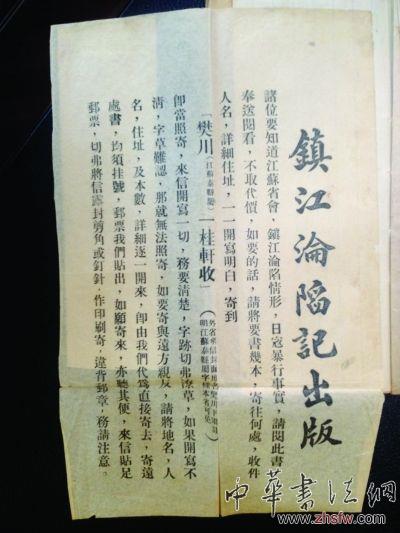 鎮江淪陷記出版
諸位要知道江蘇省會,鎮江淪陷情形,日寇暴行事實,請閱此書
奉送閱看,不取代價,如要的話,請將要書幾本,寄往何處,收件
人名,詳細住址,一一開寫明白,寄到
「樊川(江蘇泰縣屬)一桂軒收」
卽當照寄,來信開寫一切,務要清楚,字跡切弗潦草,如果開寫不
清,字草難認,那就無法照寄,如要寄與遠方親友,請將地名,人
名,住址,及本數,詳細逐一開來,卽由我們代爲直接寄去,寄遠
處書,均須挂號,郵票我們貼出,如願寄來,亦聽其便,來信貼足
郵票,切弗將信露封剪角或釘針,作印刷寄,違背郵章,務請注意。
中華書法網
www.zhsfw.com